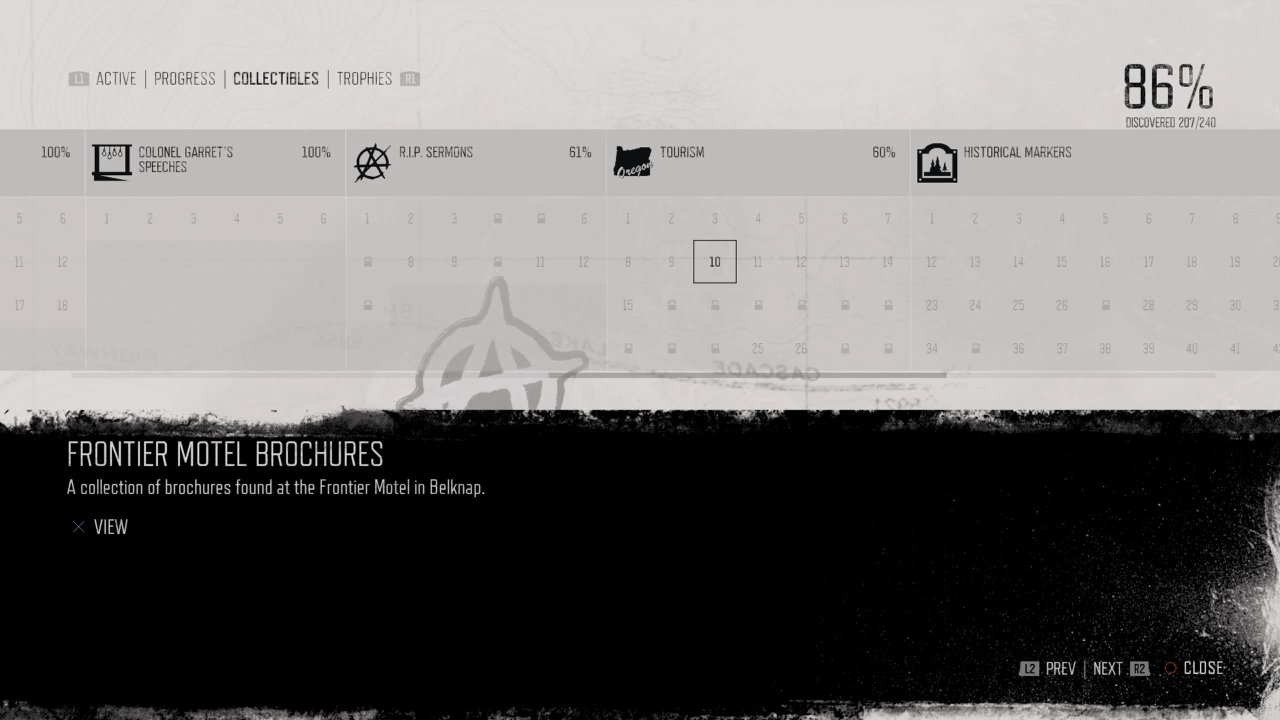 L1 ACTIVE | PROGRESS | COLLECTIBLES | TROPHIES R1
86%
DISCOVERED 207/240
100%
COLONEL GARRET'S
SPEECHES
100%
R.I.P. SERMONS
61%
Oregon
TOURISM
60%
HISTORICAL MARKERS
5 6 1 2 3 4 5 6 1 2 3 6 1 2 3 4 5 6 7 1 2 3 4 5 6 7 8
11 12 8 9 11 12 8 9 10 11 12 13 14 12 13 14 15 16 17 18 19
17 18 15 23 24 25 26 28 29 30
25 26 34 36 37 38 39 40 41
HIGHWAY
LAKE
CASCADE
FRONTIER MOTEL BROCHURES
A collection of brochures found at the Frontier Motel in Belknap.
VIEW
L2 PREV | NEXT R2 CLOSE